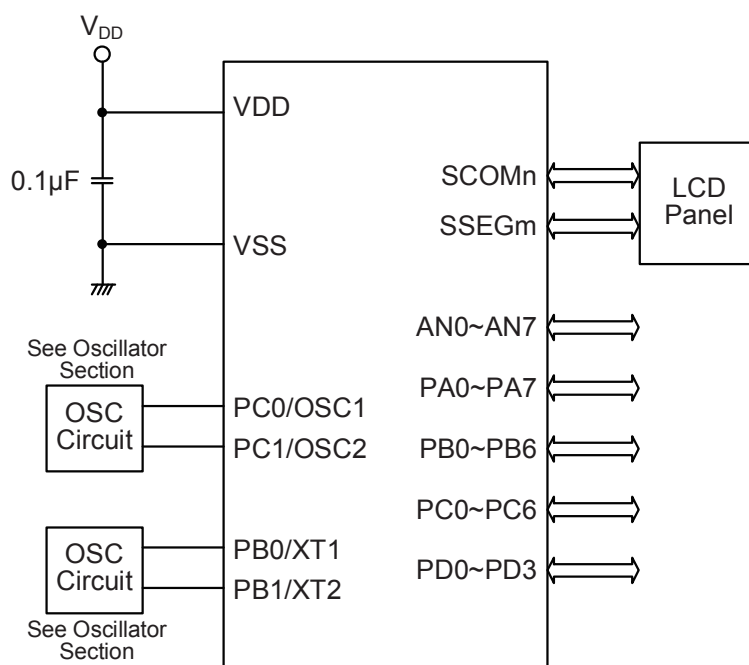 VDD
VDD
0.1µF
VSS
See Oscillator
Section
OSC
Circuit
PC0/OSC1
PC1/OSC2
OSC
Circuit
PB0/XT1
PB1/XT2
See Oscillator
Section
SCOMn
SSEGm
LCD
Panel
AN0~AN7
PA0~PA7
PB0~PB6
PC0~PC6
PD0~PD3